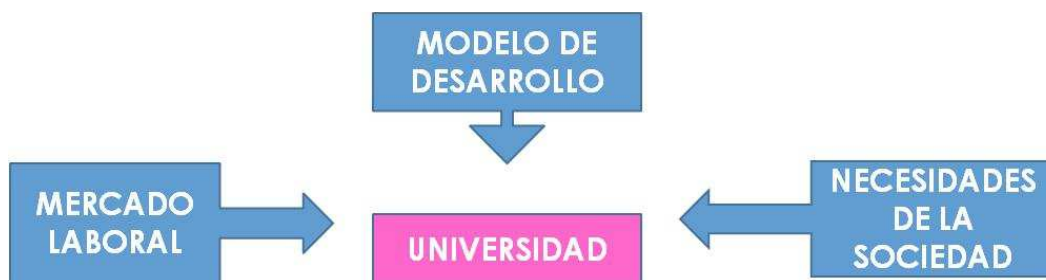 MODELO DE
DESARROLLO
MERCADO
LABORAL
UNIVERSIDAD
NECESIDADES
DE LA
SOCIEDAD